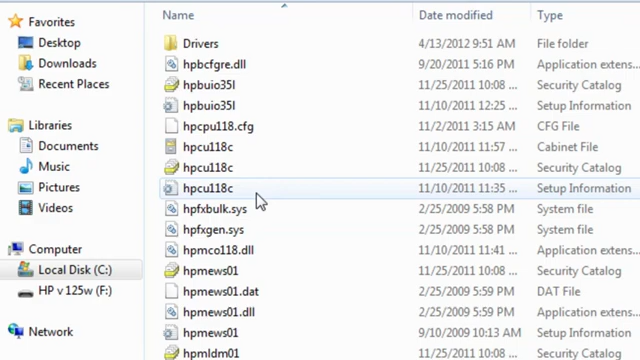 Name Date modified Type
Favorites
Desktop
Downloads
Recent Places
Libraries
Documents
Music
Pictures
Videos
Computer
Local Disk (C:)
HP v 125w (F:)
Network
Drivers 4/13/2012 9:51 AM File folder
hpbcfgre.dll 9/20/2011 5:16 PM Application extens
hpbuio35l 11/25/2011 10:08 ... Security Catalog
hpbuio35l 11/10/2011 12:25 ... Setup Information
hpcpu118.cfg 11/2/2011 3:15 AM CFG File
hpcu118c 11/25/2011 10:08 ... Cabinet File
hpcu118c 11/25/2011 10:08 ... Security Catalog
hpcu118c 11/10/2011 11:35 ... Setup Information
hpfxbulk.sys 2/25/2009 5:58 PM System file
hpfxgen.sys 2/25/2009 5:58 PM System file
hpmco118.dll 11/10/2011 11:41 ... Application extens
hpmews01 11/25/2011 10:08 ... Security Catalog
hpmews01.dat 2/25/2009 5:59 PM DAT File
hpmews01.dll 2/25/2009 5:59 PM Application extens
hpmews01 9/10/2009 10:13 AM Setup Information
hpmldm01 11/25/2011 10:08 ... Security Catalog